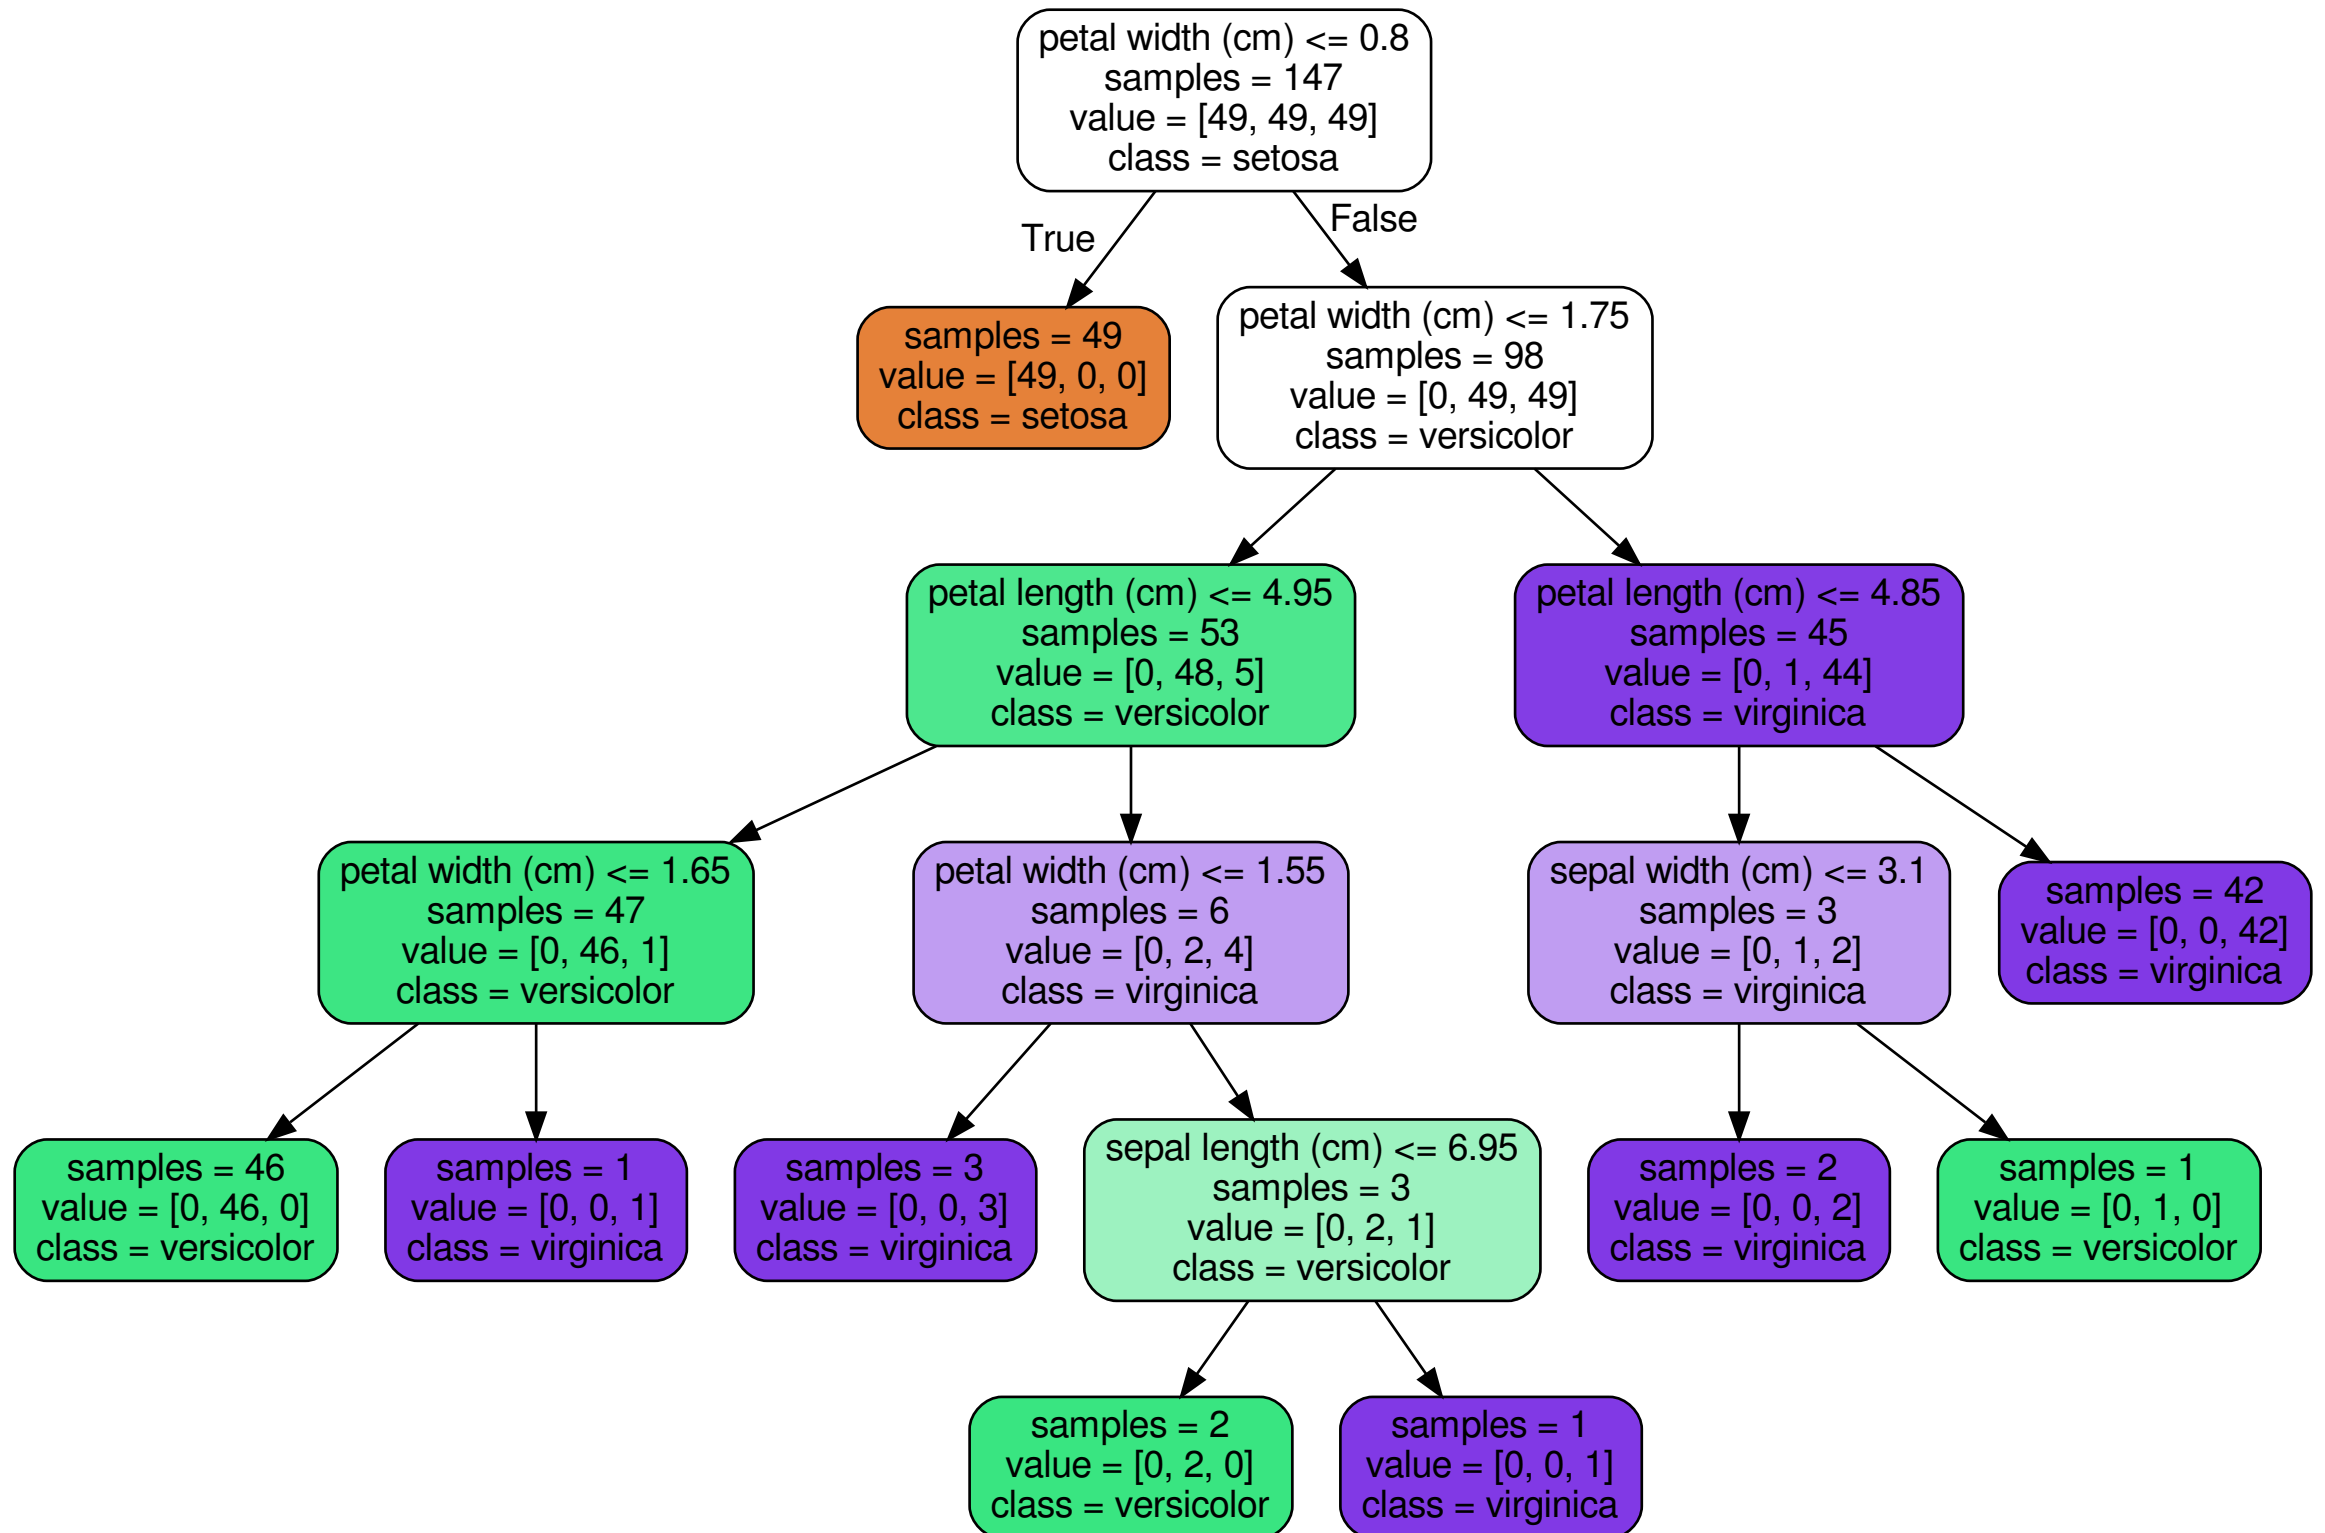 petal width (cm) <= 0.8
samples = 147
value = [49, 49, 49]
class = setosa
True
False
samples = 49
value = [49, 0, 0]
class = setosa
petal width (cm) <= 1.75
samples = 98
value = [0, 49, 49]
class = versicolor
petal length (cm) <= 4.95
samples = 53
value = [0, 48, 5]
class = versicolor
petal length (cm) <= 4.85
samples = 45
value = [0, 1, 44]
class = virginica
petal width (cm) <= 1.65
samples = 47
value = [0, 46, 1]
class = versicolor
petal width (cm) <= 1.55
samples = 6
value = [0, 2, 4]
class = virginica
sepal width (cm) <= 3.1
samples = 3
value = [0, 1, 2]
class = virginica
samples = 42
value = [0, 0, 42]
class = virginica
samples = 46
value = [0, 46, 0]
class = versicolor
samples = 1
value = [0, 0, 1]
class = virginica
samples = 3
value = [0, 0, 3]
class = virginica
sepal length (cm) <= 6.95
samples = 3
value = [0, 2, 1]
class = versicolor
samples = 2
value = [0, 0, 2]
class = virginica
samples = 1
value = [0, 1, 0]
class = versicolor
samples = 2
value = [0, 2, 0]
class = versicolor
samples = 1
value = [0, 0, 1]
class = virginica